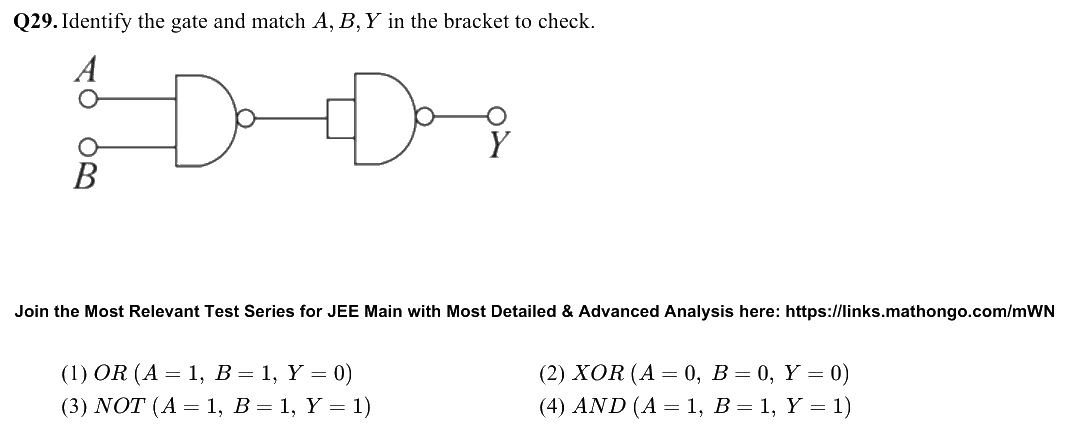 Q29. Identify the gate and match A, B, Y in the bracket to check.
A
B
Y
Join the Most Relevant Test Series for JEE Main with Most Detailed & Advanced Analysis here: https://links.mathongo.com/mWN
(1) OR (A = 1, B = 1, Y = 0)
(2) XOR (A = 0, B = 0, Y = 0)
(3) NOT (A = 1, B = 1, Y = 1)
(4) AND (A = 1, B = 1, Y = 1)